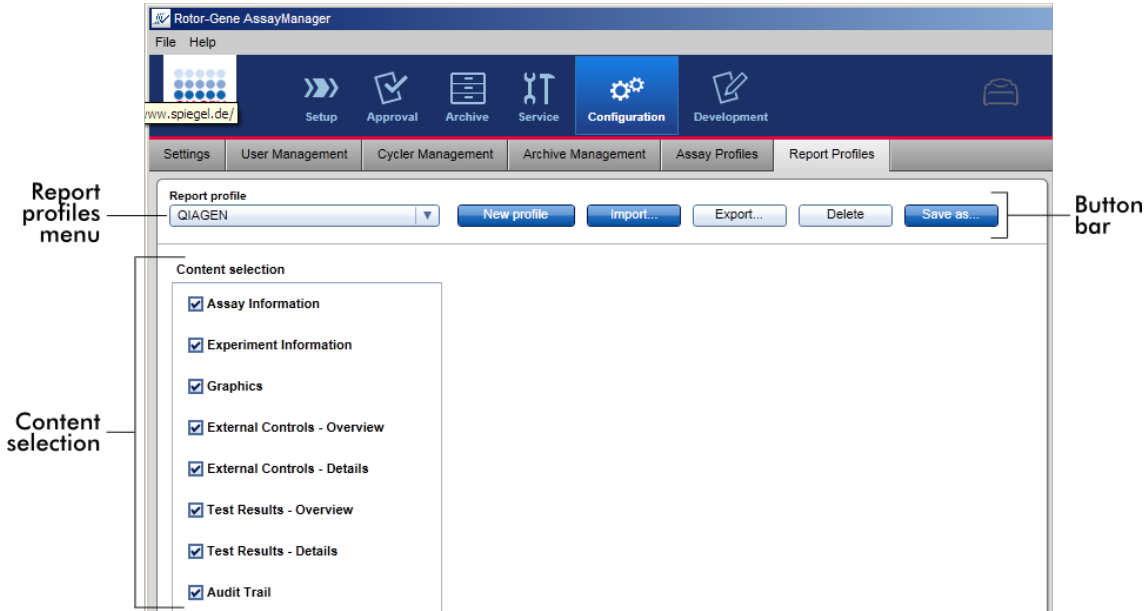 Rotor-Gene AssayManager
File Help
www.spiegel.de/
Setup Approval Archive Service Configuration Development
Settings User Management Cycler Management Archive Management Assay Profiles Report Profiles
Report profiles menu
Report profile
QIAGEN
New profile Import... Export... Delete Save as...
Button bar
Content selection
Content selection
Assay Information
Experiment Information
Graphics
External Controls - Overview
External Controls - Details
Test Results - Overview
Test Results - Details
Audit Trail